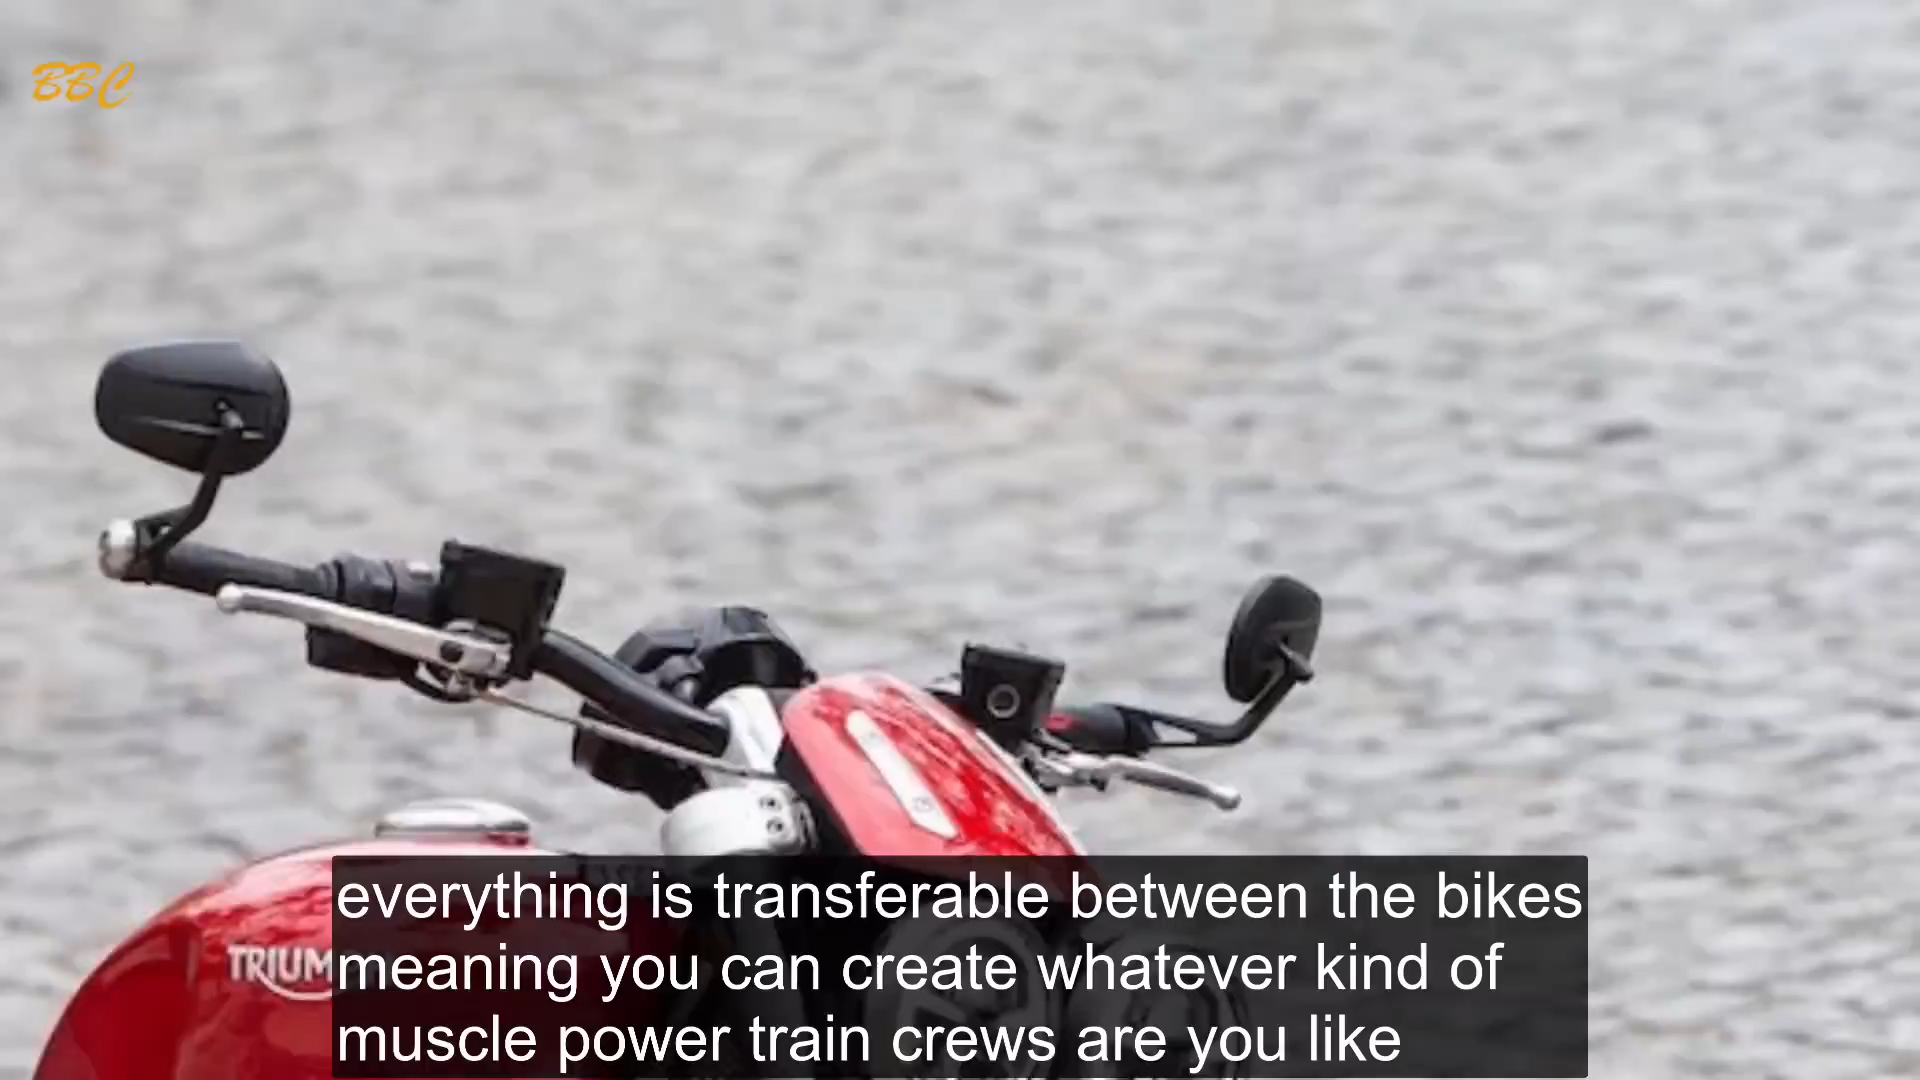 BBC
everything is transferable between the bikes
TRIUM
meaning you can create whatever kind of
muscle power train crews are you like